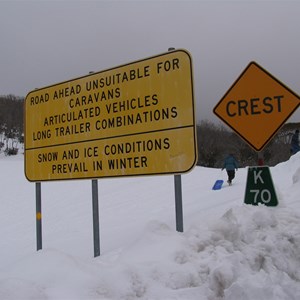 ROAD AHEAD UNSUITABLE FOR
CARAVANS
ARTICULATED VEHICLES
LONG TRAILER COMBINATIONS
SNOW AND ICE CONDITIONS
PREVAIL IN WINTER
CREST
K
70